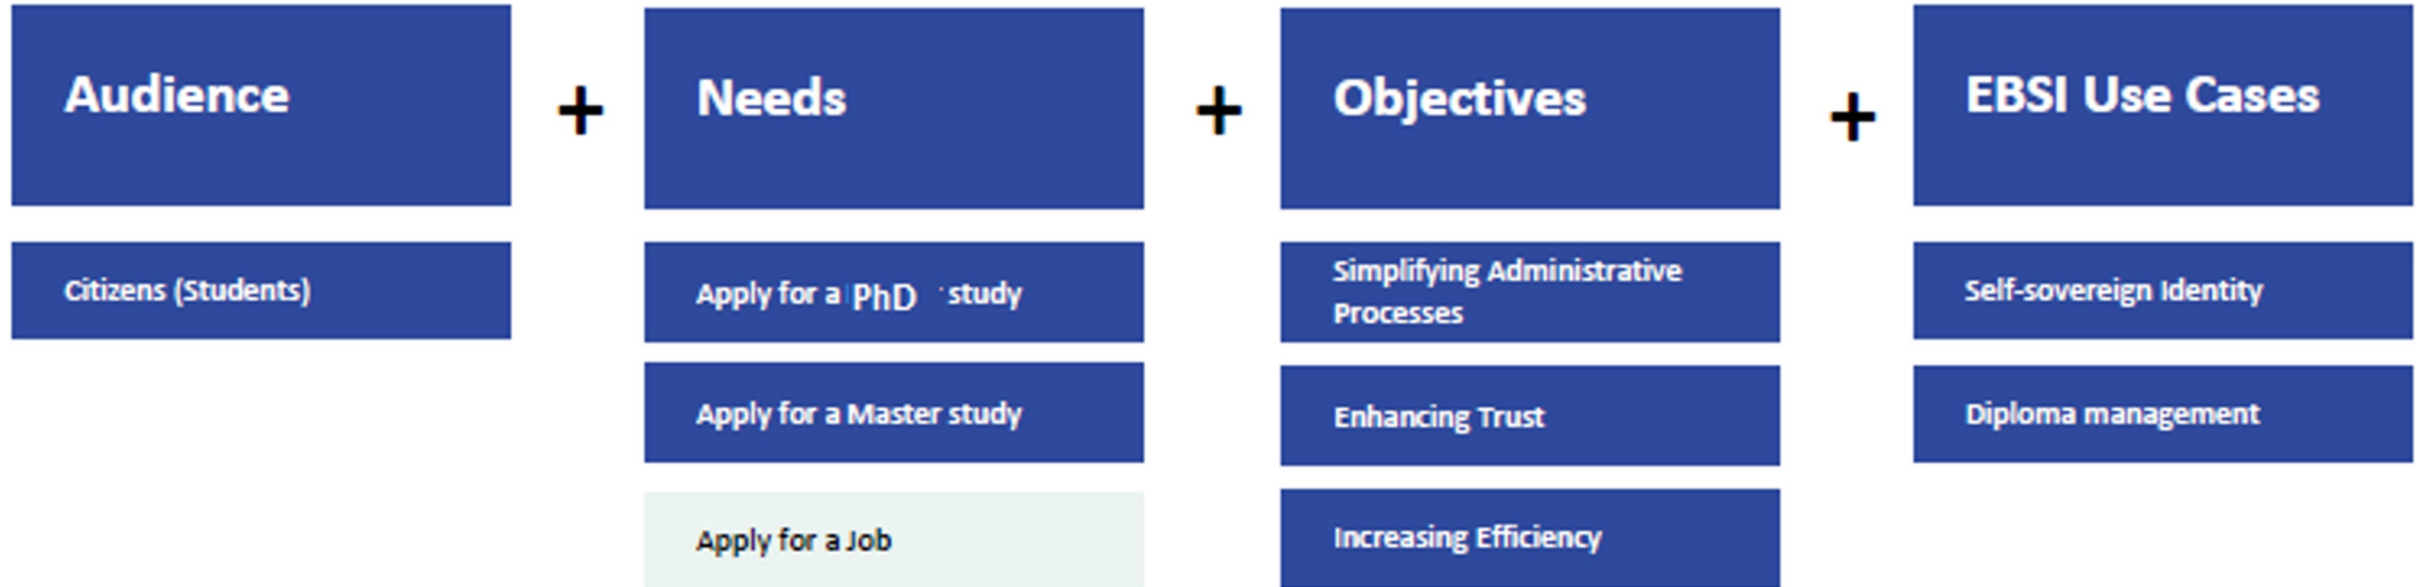 Audience
+
Needs
+
Objectives
+
EBSI Use Cases
Citizens (Students)
Apply for a PhD study
Apply for a Master study
Apply for a Job
Simplifying Administrative
Processes
Enhancing Trust
Increasing Efficiency
Self-sovereign Identity
Diploma management